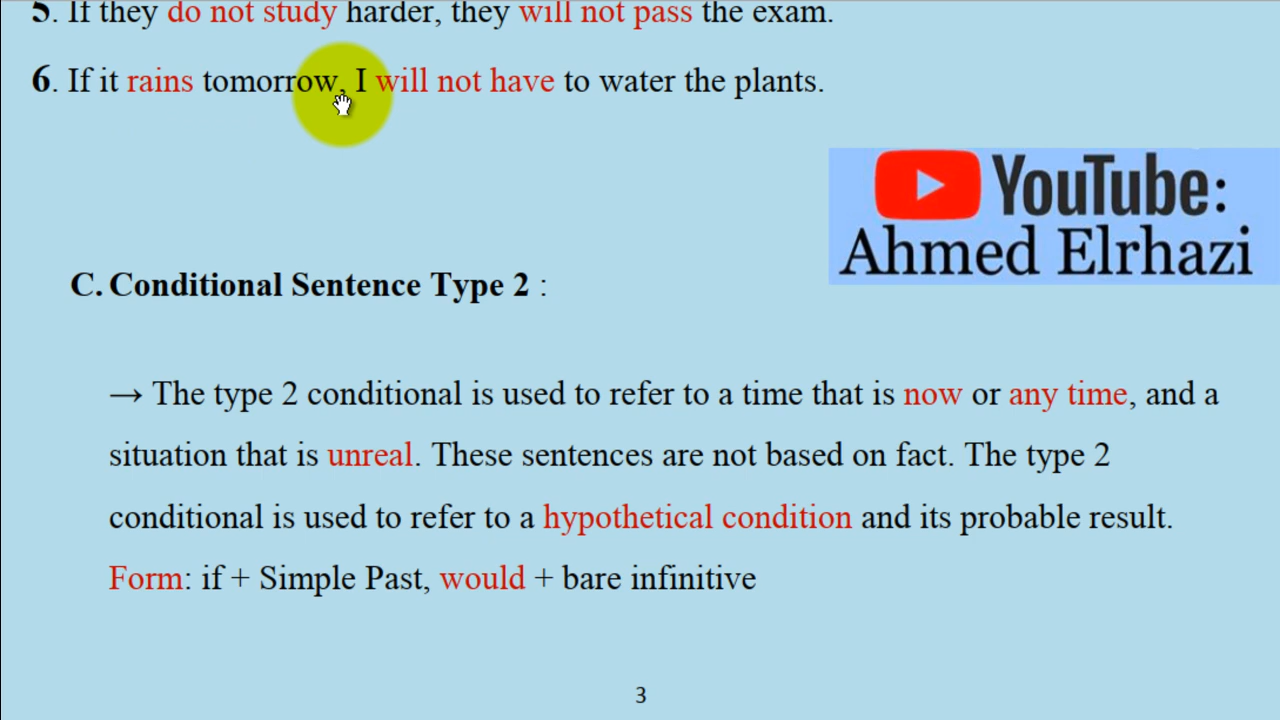 5. If they do not study harder, they will not pass the exam.
6. If it rains tomorrow, I will not have to water the plants.
YouTube:
Ahmed Elrhazi
C. Conditional Sentence Type 2 :
→ The type 2 conditional is used to refer to a time that is now or any time, and a
situation that is unreal. These sentences are not based on fact. The type 2
conditional is used to refer to a hypothetical condition and its probable result.
Form: if + Simple Past, would + bare infinitive
3